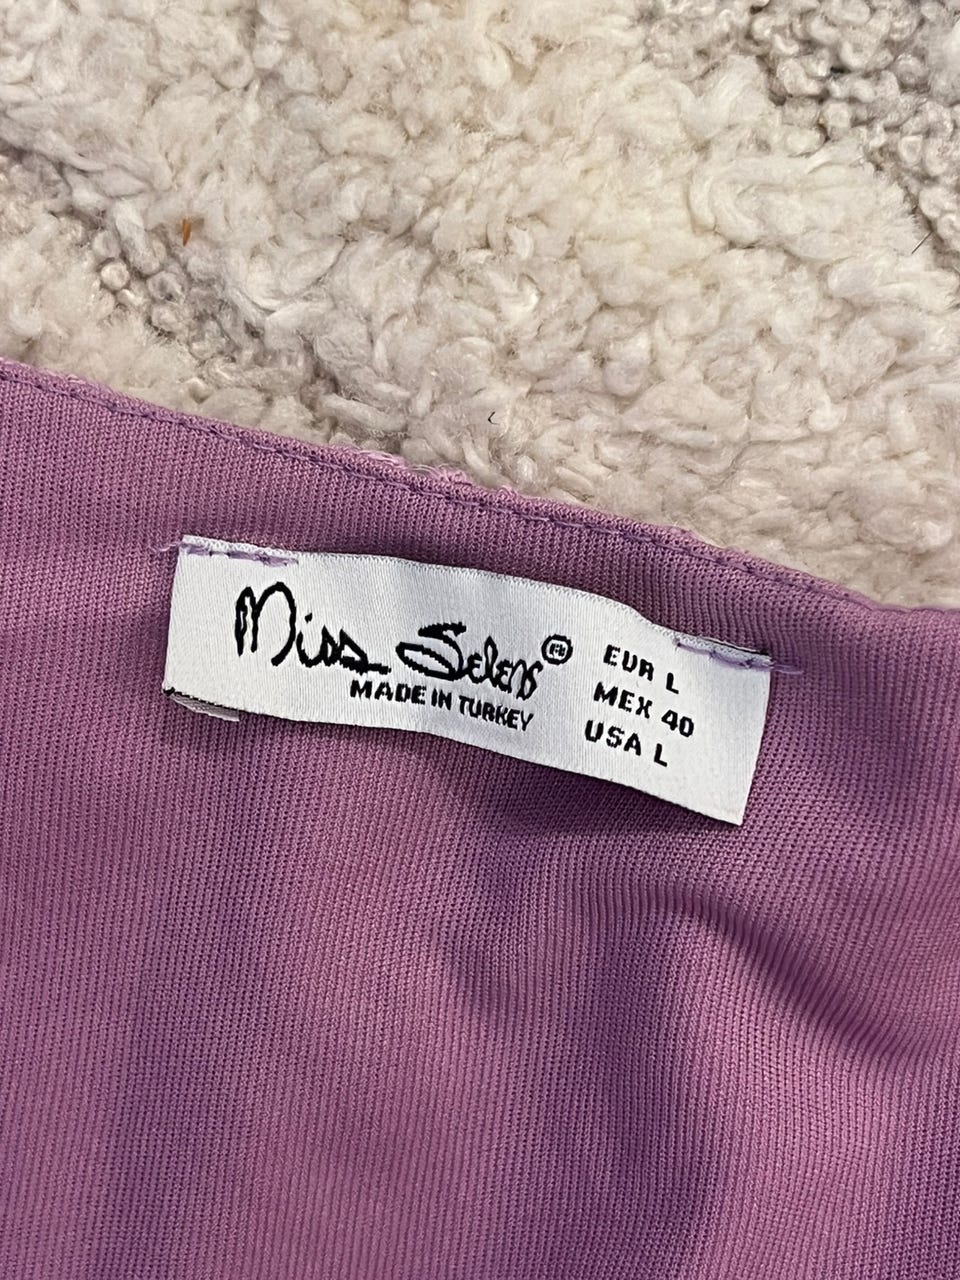 Miss Selens®
MADE IN TURKEY
EUR L
MEX 40
USA L